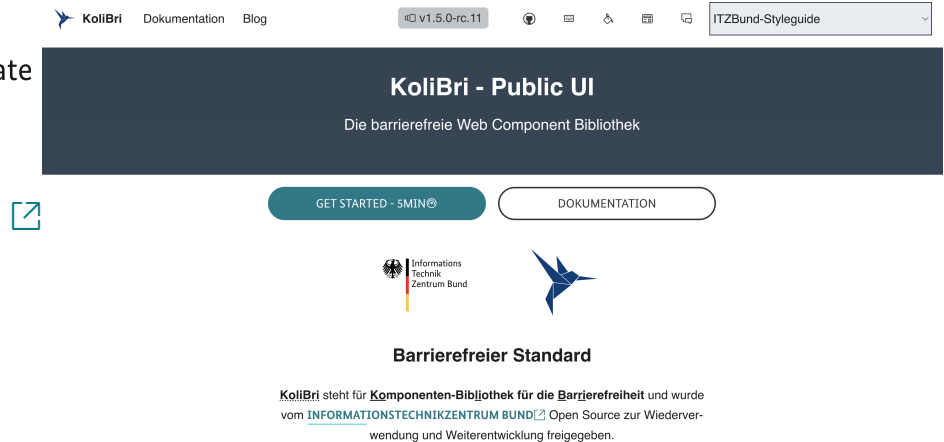 KoliBri Dokumentation Blog v1.5.0-rc.11 ITZBund-Styleguide
ate
KoliBri - Public UI
Die barrierefreie Web Component Bibliothek
GET STARTED - 5MIN DOKUMENTATION
Informations
Technik
Zentrum Bund
Barrierefreier Standard
KoliBri steht für Komponenten-Bibliothek für die Barrierefreiheit und wurde
vom INFORMATIONSTECHNIKZENTRUM BUND Open Source zur Wiederver-
wendung und Weiterentwicklung freigegeben.